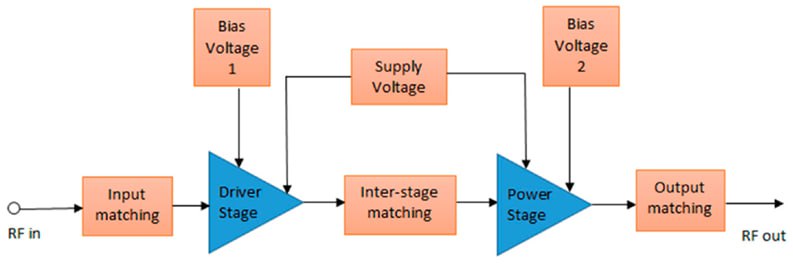 Bias
Voltage
1
Supply
Voltage
Bias
Voltage
2
RF in
Input
matching
Driver
Stage
Inter-stage
matching
Power
Stage
Output
matching
RF out